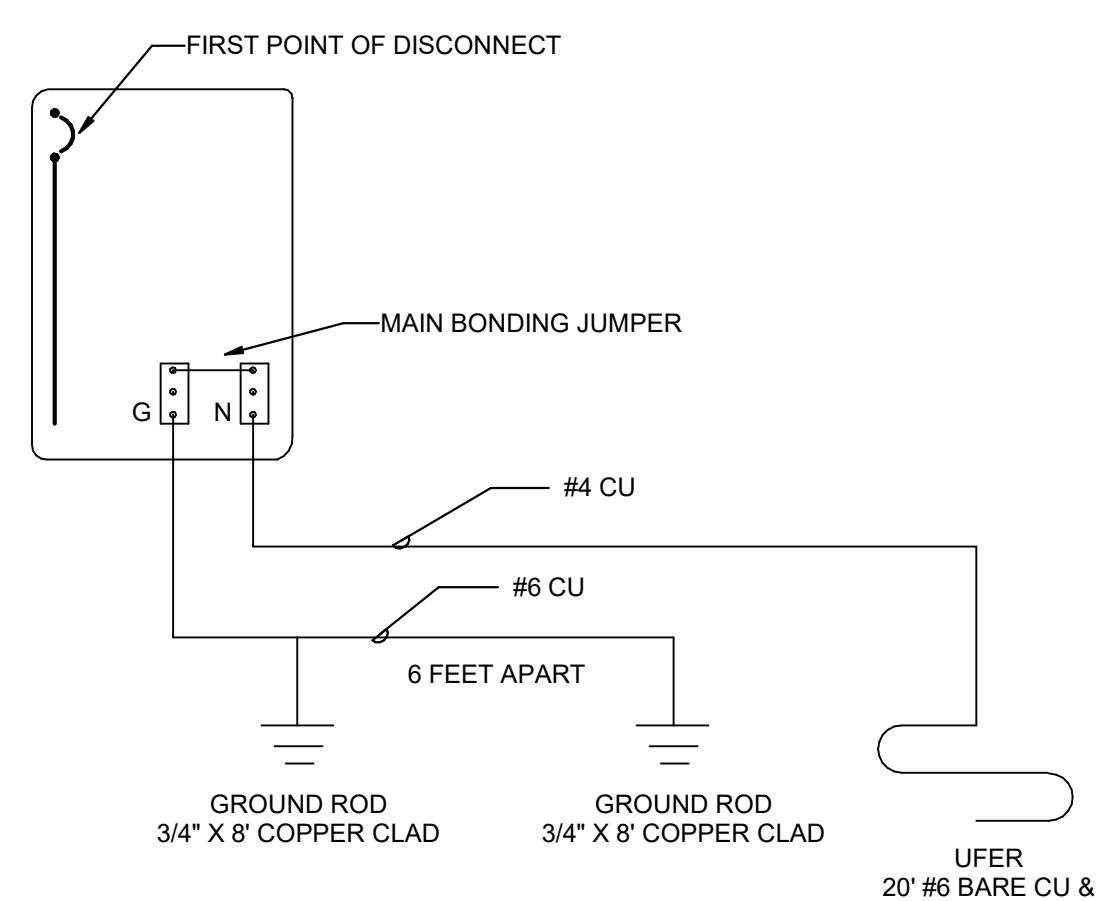 FIRST POINT OF DISCONNECT
MAIN BONDING JUMPER
G
N
#4 CU
#6 CU
6 FEET APART
GROUND ROD
3/4" X 8' COPPER CLAD
GROUND ROD
3/4" X 8' COPPER CLAD
UFER
20' #6 BARE CU &